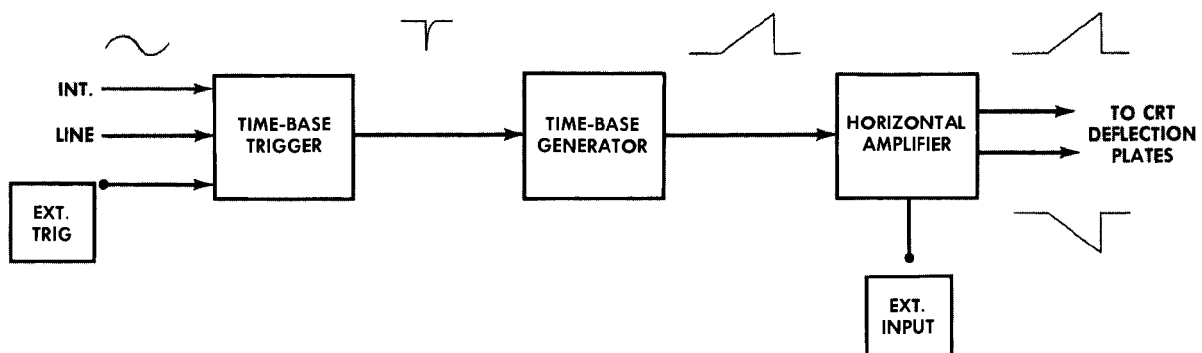 INT.
LINE
EXT.
TRIG
TIME-BASE
TRIGGER
TIME-BASE
GENERATOR
HORIZONTAL
AMPLIFIER
TO CRT
DEFLECTION
PLATES
EXT.
INPUT